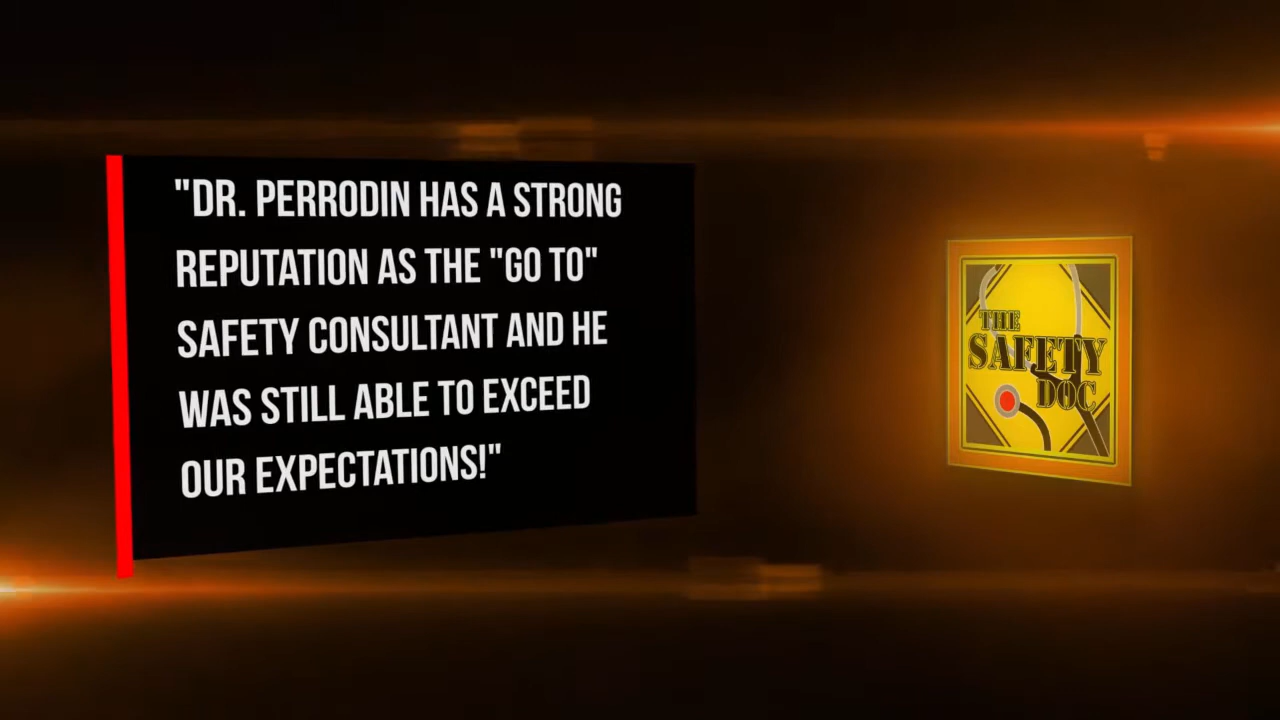 "DR. PERRODIN HAS A STRONG
REPUTATION AS THE "GO TO"
SAFETY CONSULTANT AND HE
WAS STILL ABLE TO EXCEED
OUR EXPECTATIONS!"
THE
SAFETY
DOC